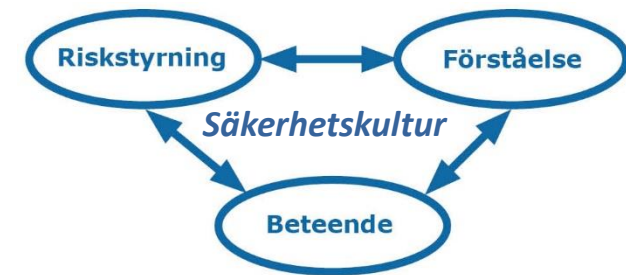 Riskstyrning
Förståelse
Säkerhetskultur
Beteende